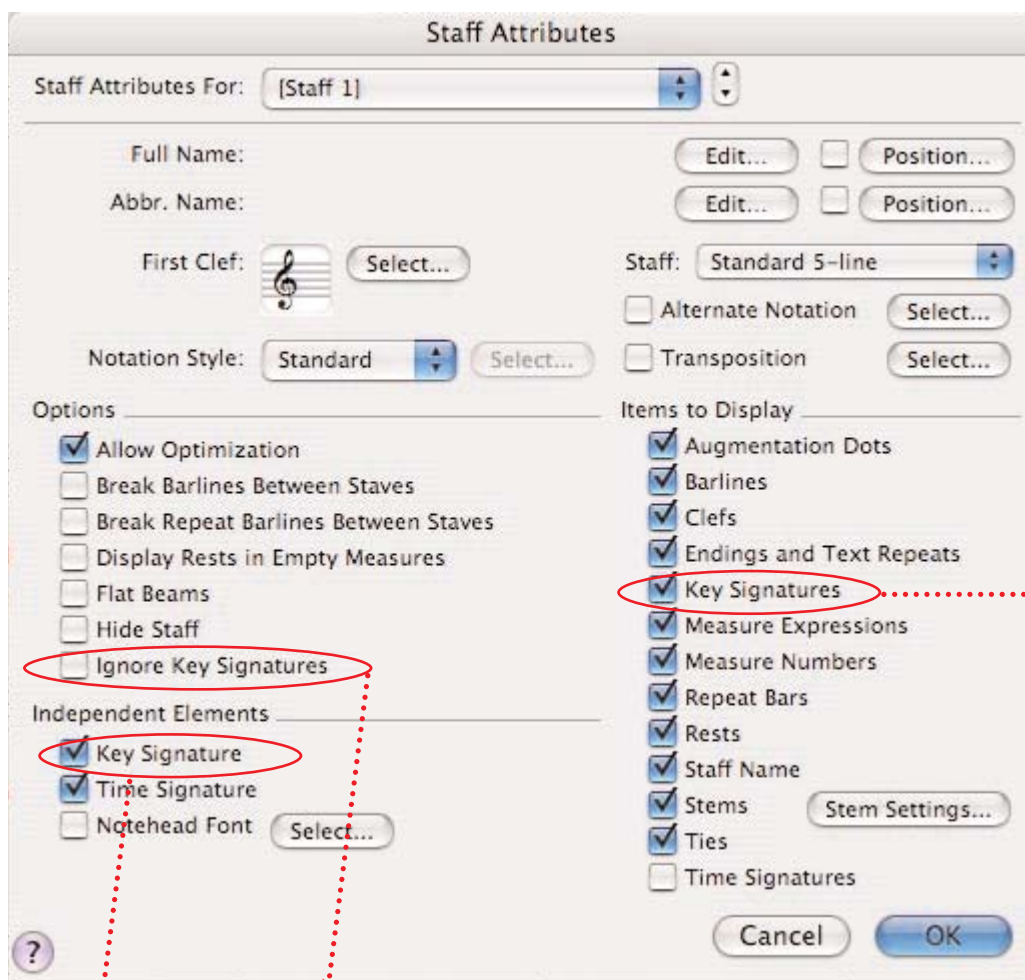 Staff Attributes
Staff Attributes For: [Staff 1]
Full Name: Edit... Position...
Abbr. Name: Edit... Position...
First Clef: Select... Staff: Standard 5-line
Alternate Notation Select...
Notation Style: Standard Select... Transposition Select...
Options
Allow Optimization
Break Barlines Between Staves
Break Repeat Barlines Between Staves
Display Rests in Empty Measures
Flat Beams
Hide Staff
Ignore Key Signatures
Independent Elements
Key Signature
Time Signature
Notehead Font Select...
Items to Display
Augmentation Dots
Barlines
Clefs
Endings and Text Repeats
Key Signatures
Measure Expressions
Measure Numbers
Repeat Bars
Rests
Staff Name
Stems Stem Settings...
Ties
Time Signatures
? Cancel OK